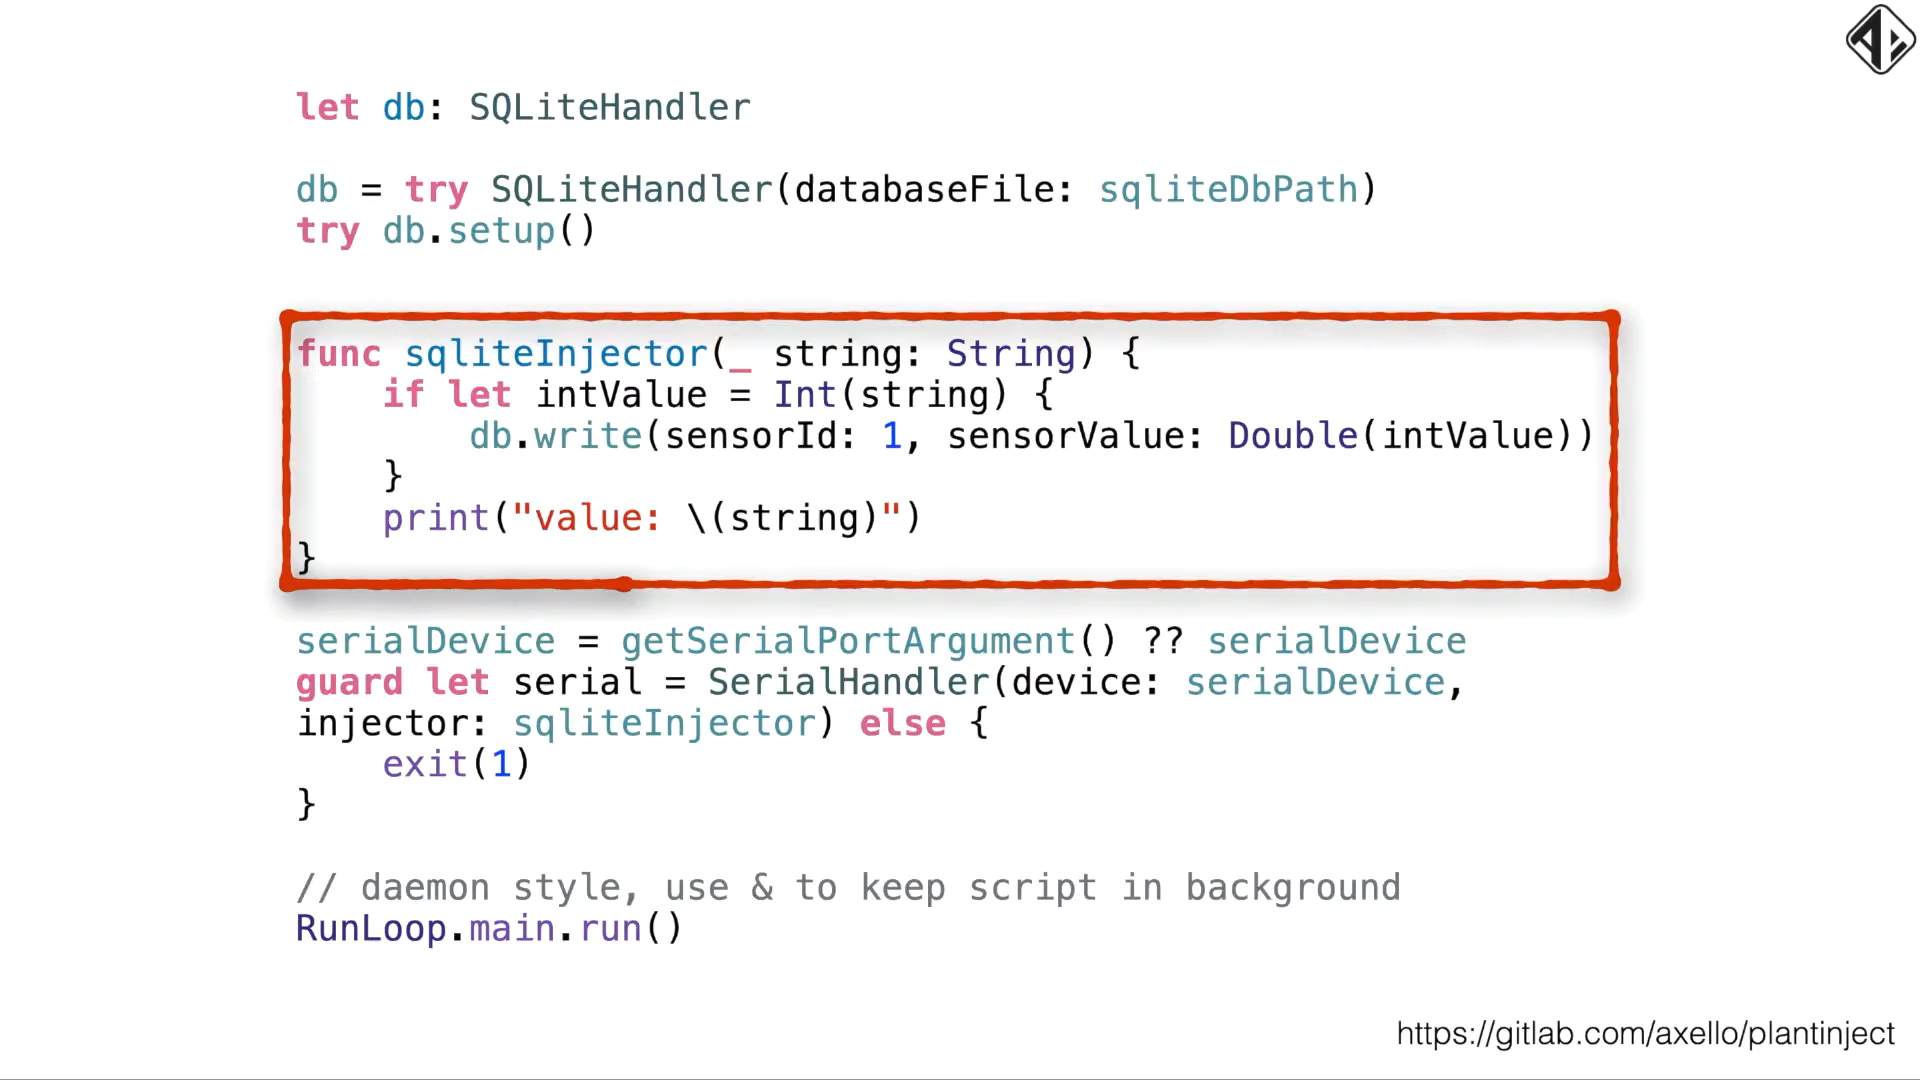 let db: SQLiteHandler
db = try SQLiteHandler(databaseFile: sqliteDbPath)
try db.setup()
func sqliteInjector(_ string: String) {
    if let intValue = Int(string) {
        db.write(sensorId: 1, sensorValue: Double(intValue))
    }
    print("value: \(string)")
}
serialDevice = getSerialPortArgument() ?? serialDevice
guard let serial = SerialHandler(device: serialDevice,
injector: sqliteInjector) else {
    exit(1)
}
// daemon style, use & to keep script in background
RunLoop.main.run()
https://gitlab.com/axello/plantinject